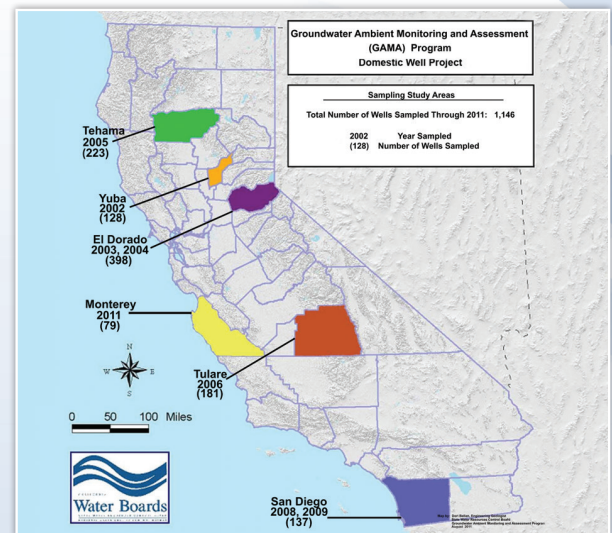 Groundwater Ambient Monitoring and Assessment
(GAMA) Program
Domestic Well Project
Sampling Study Areas
Total Number of Wells Sampled Through 2011: 1,146
2002 Year Sampled
(128) Number of Wells Sampled
Tehama
2005
(223)
Yuba
2002
(128)
El Dorado
2003, 2004
(398)
Monterey
2011
(79)
Tulare
2006
(181)
N
W E
S
0 50 100 Miles
CALIFORNIA
Water Boards
San Diego
2008, 2009
(137)